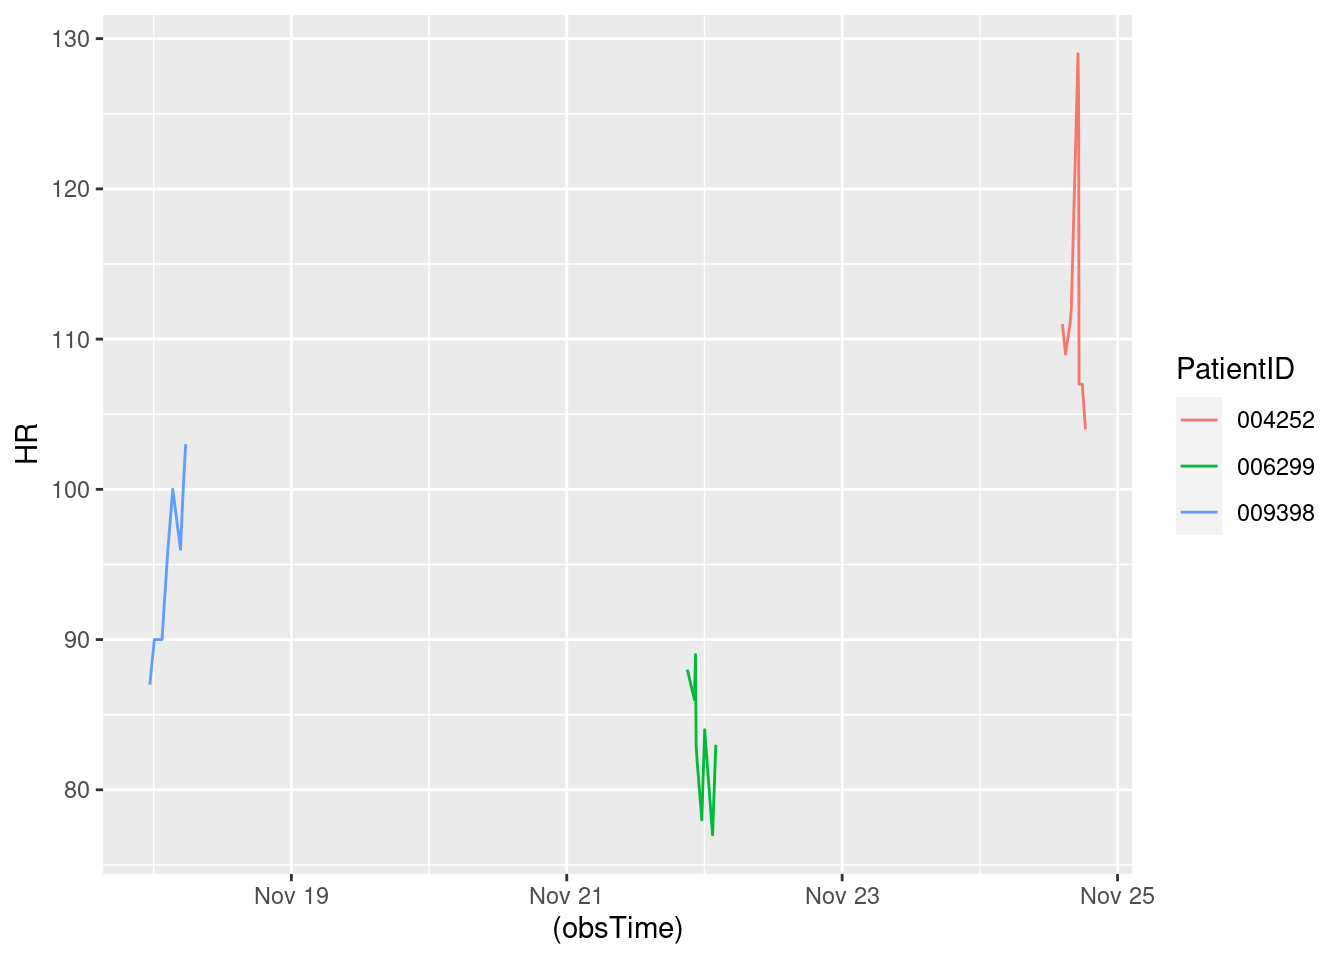 130
120
110
100
90
80
HR
Nov 19
Nov 21
Nov 23
Nov 25
(obsTime)
PatientID
004252
006299
009398